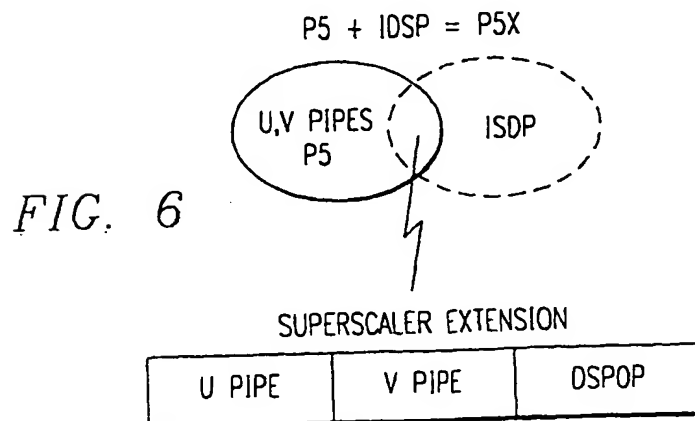 P5 + IDSP = P5X
U,V PIPES
P5
ISDP
FIG. 6
SUPERSCALER EXTENSION
U PIPE V PIPE DSPOP